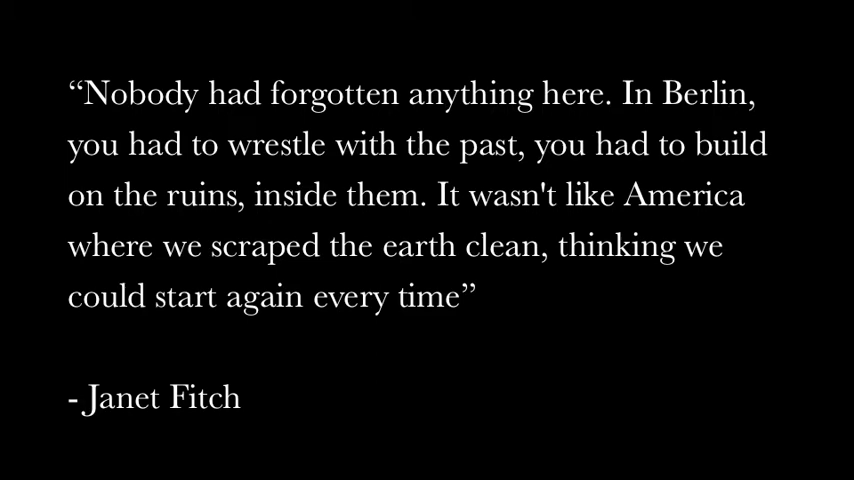 “Nobody had forgotten anything here. In Berlin,
you had to wrestle with the past, you had to build
on the ruins, inside them. It wasn't like America
where we scraped the earth clean, thinking we
could start again every time”
- Janet Fitch